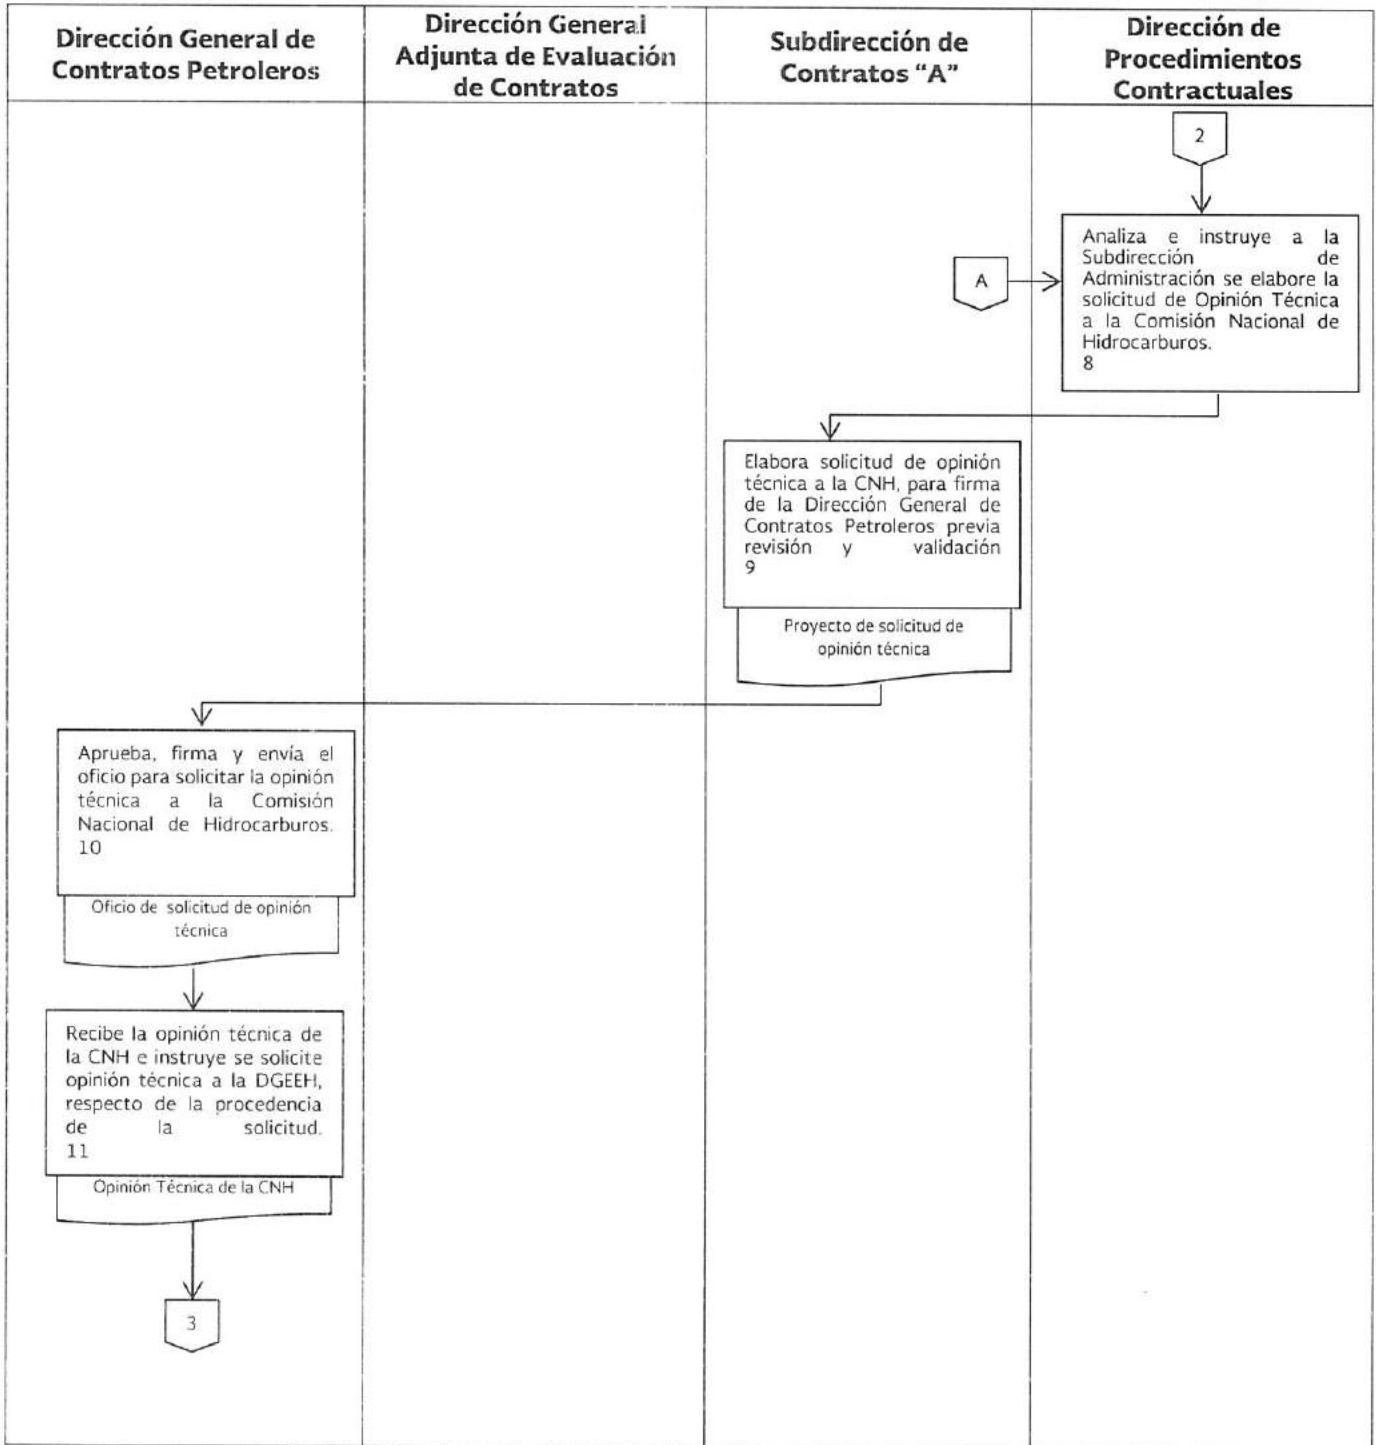 Dirección General de
Contratos Petroleros
Dirección General
Adjunta de Evaluación
de Contratos
Subdirección de
Contratos “A”
Dirección de
Procedimientos
Contractuales
2
Analiza e instruye a la
Subdirección de
Administración se elabore la
solicitud de Opinión Técnica
a la Comisión Nacional de
Hidrocarburos.
8
A
Elabora solicitud de opinión
técnica a la CNH, para firma
de la Dirección General de
Contratos Petroleros previa
revisión y validación
9
Proyecto de solicitud de
opinión técnica
Aprueba, firma y envía el
oficio para solicitar la opinión
técnica a la Comisión
Nacional de Hidrocarburos.
10
Oficio de solicitud de opinión
técnica
Recibe la opinión técnica de
la CNH e instruye se solicite
opinión técnica a la DGEEH,
respecto de la procedencia
de la solicitud.
11
Opinión Técnica de la CNH
3